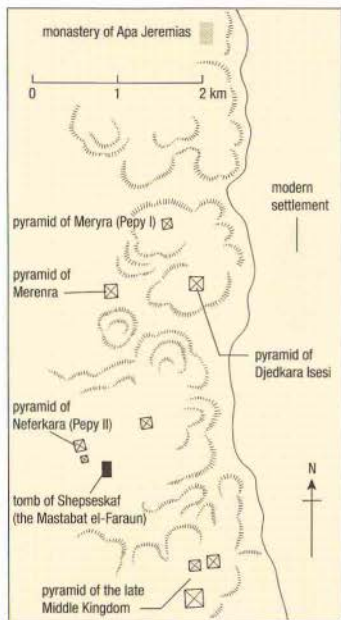 monastery of Apa Jeremias
0 1 2 km
modern
settlement
pyramid of Meryra (Pepy I)
pyramid of
Merenra
pyramid of
Djedkara Isesi
pyramid of
Neferkara (Pepy II)
tomb of Shepseskaf
(the Mastabat el-Faraun)
N
pyramid of the late
Middle Kingdom